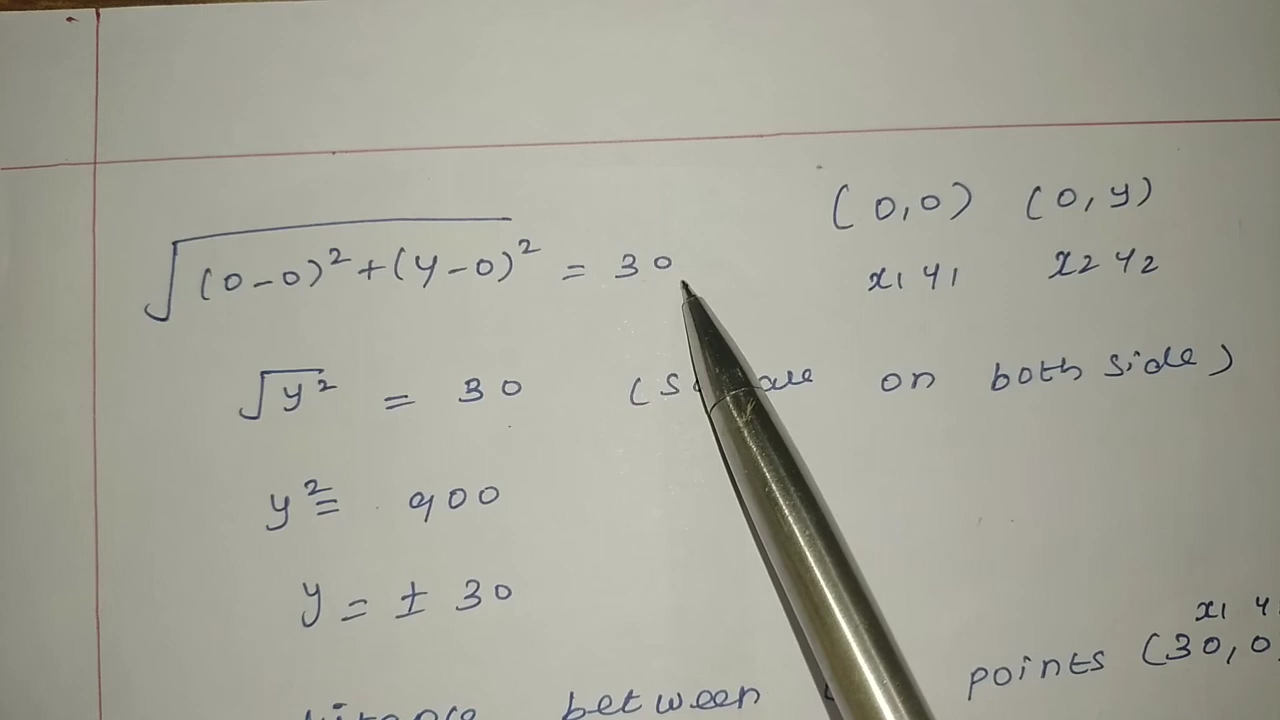 (0,0) (0,y)
√(0-0)²+(y-0)² = 30
x1 y1 x2 y2
√y² = 30 ( on both side)
y² = 900
y = ± 30
x1
between points (30,0